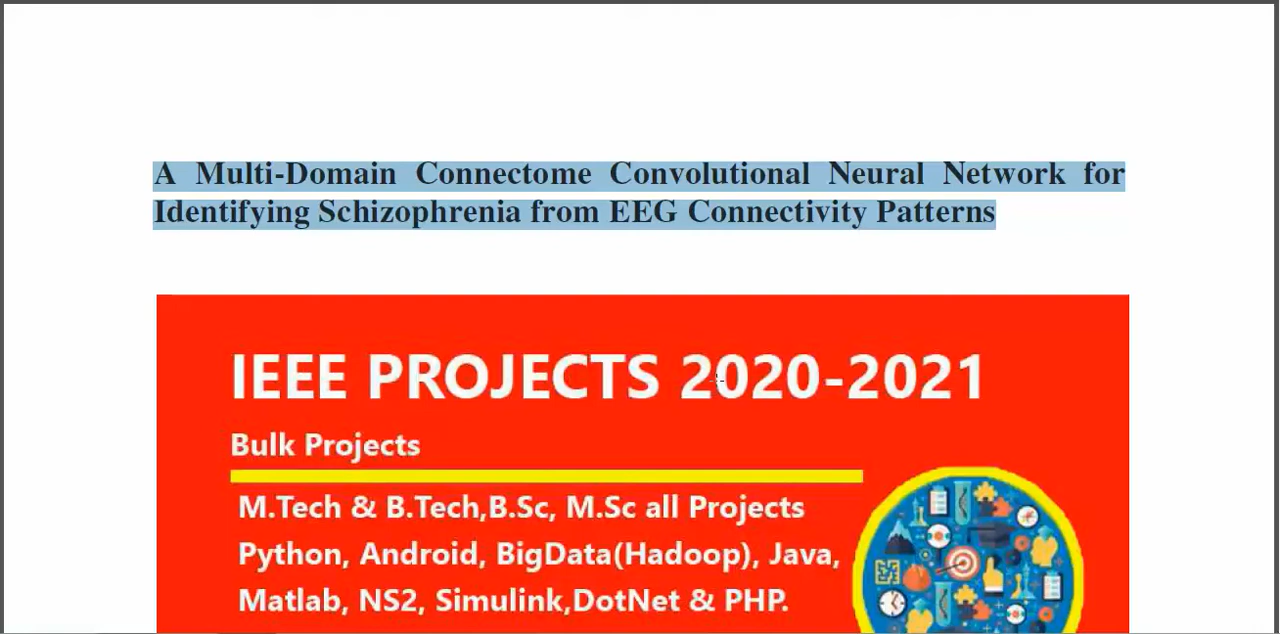 A Multi-Domain Connectome Convolutional Neural Network for
Identifying Schizophrenia from EEG Connectivity Patterns
IEEE PROJECTS 2020-2021
Bulk Projects
M.Tech & B.Tech,B.Sc, M.Sc all Projects
Python, Android, BigData(Hadoop), Java,
Matlab, NS2, Simulink,DotNet & PHP.